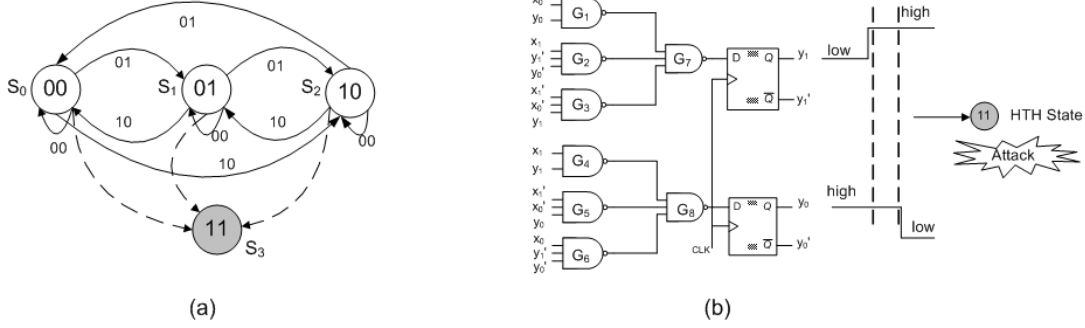 01
S0 00
01
S1 01
01
S2 10
10
10
00
00
00
10
11
S3
(a)
x0
y0
G1
x1
y1'
y0'
G2
x1'
x0'
y1
G3
G7
D Q
Q
y1
y1'
x1
y1
G4
x1'
x0'
y0
G5
x0
y1'
y0'
G6
G8
D Q
Q
CLK
y0
y0'
low
high
high
low
11 HTH State
Attack
(b)